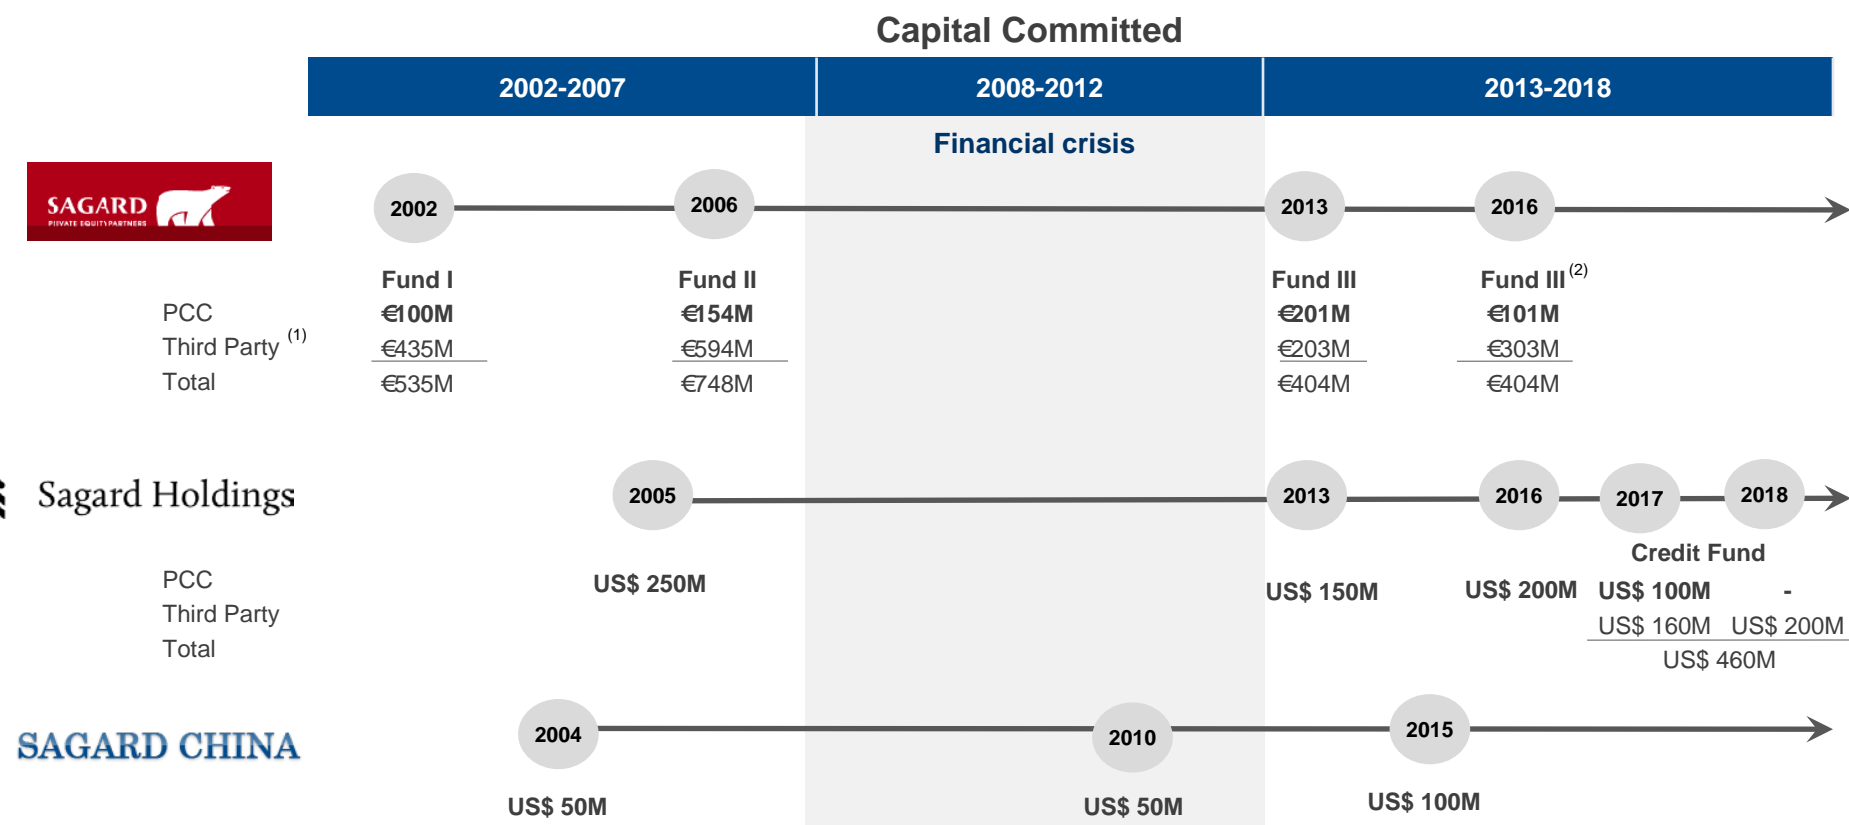 Capital Committed
2002-2007 2008-2012 2013-2018
Financial crisis
SAGARD
PRIVATE EQUITY PARTNERS
2002 2006 2013 2016
Fund I Fund II Fund III Fund III (2)
PCC €100M €154M €201M €101M
Third Party (1) €435M €594M €203M €303M
Total €535M €748M €404M €404M
Sagard Holdings
2005 2013 2016 2017 2018
Credit Fund
PCC US$ 250M US$ 150M US$ 200M US$ 100M -
Third Party US$ 160M US$ 200M
Total US$ 460M
SAGARD CHINA
2004 2010 2015
US$ 50M US$ 50M US$ 100M